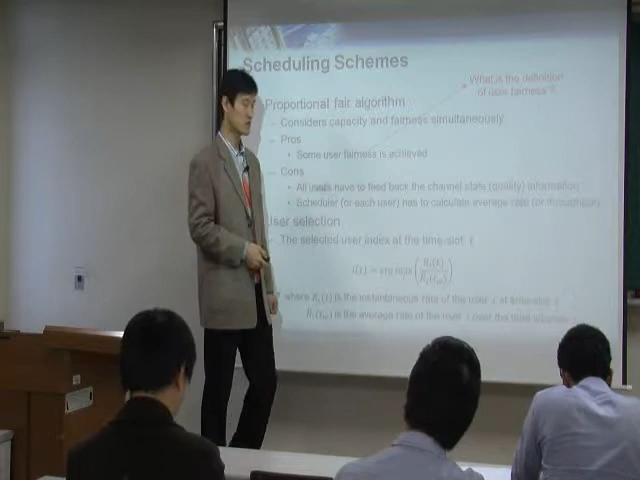 Scheduling Schemes
What is the definition
of user fairness?
Proportional fair algorithm
– Considers capacity and fairness simultaneously
– Pros
• Some user fairness is achieved
– Cons
• All users have to feed back the channel state (quality) information
• Scheduler (or each user) has to calculate average rate (or throughput)
User selection
– The selected user index at the time-slot t
where R_i(t) is the instantaneous rate of the user i at time-slot t
is the average rate of the user i over the time